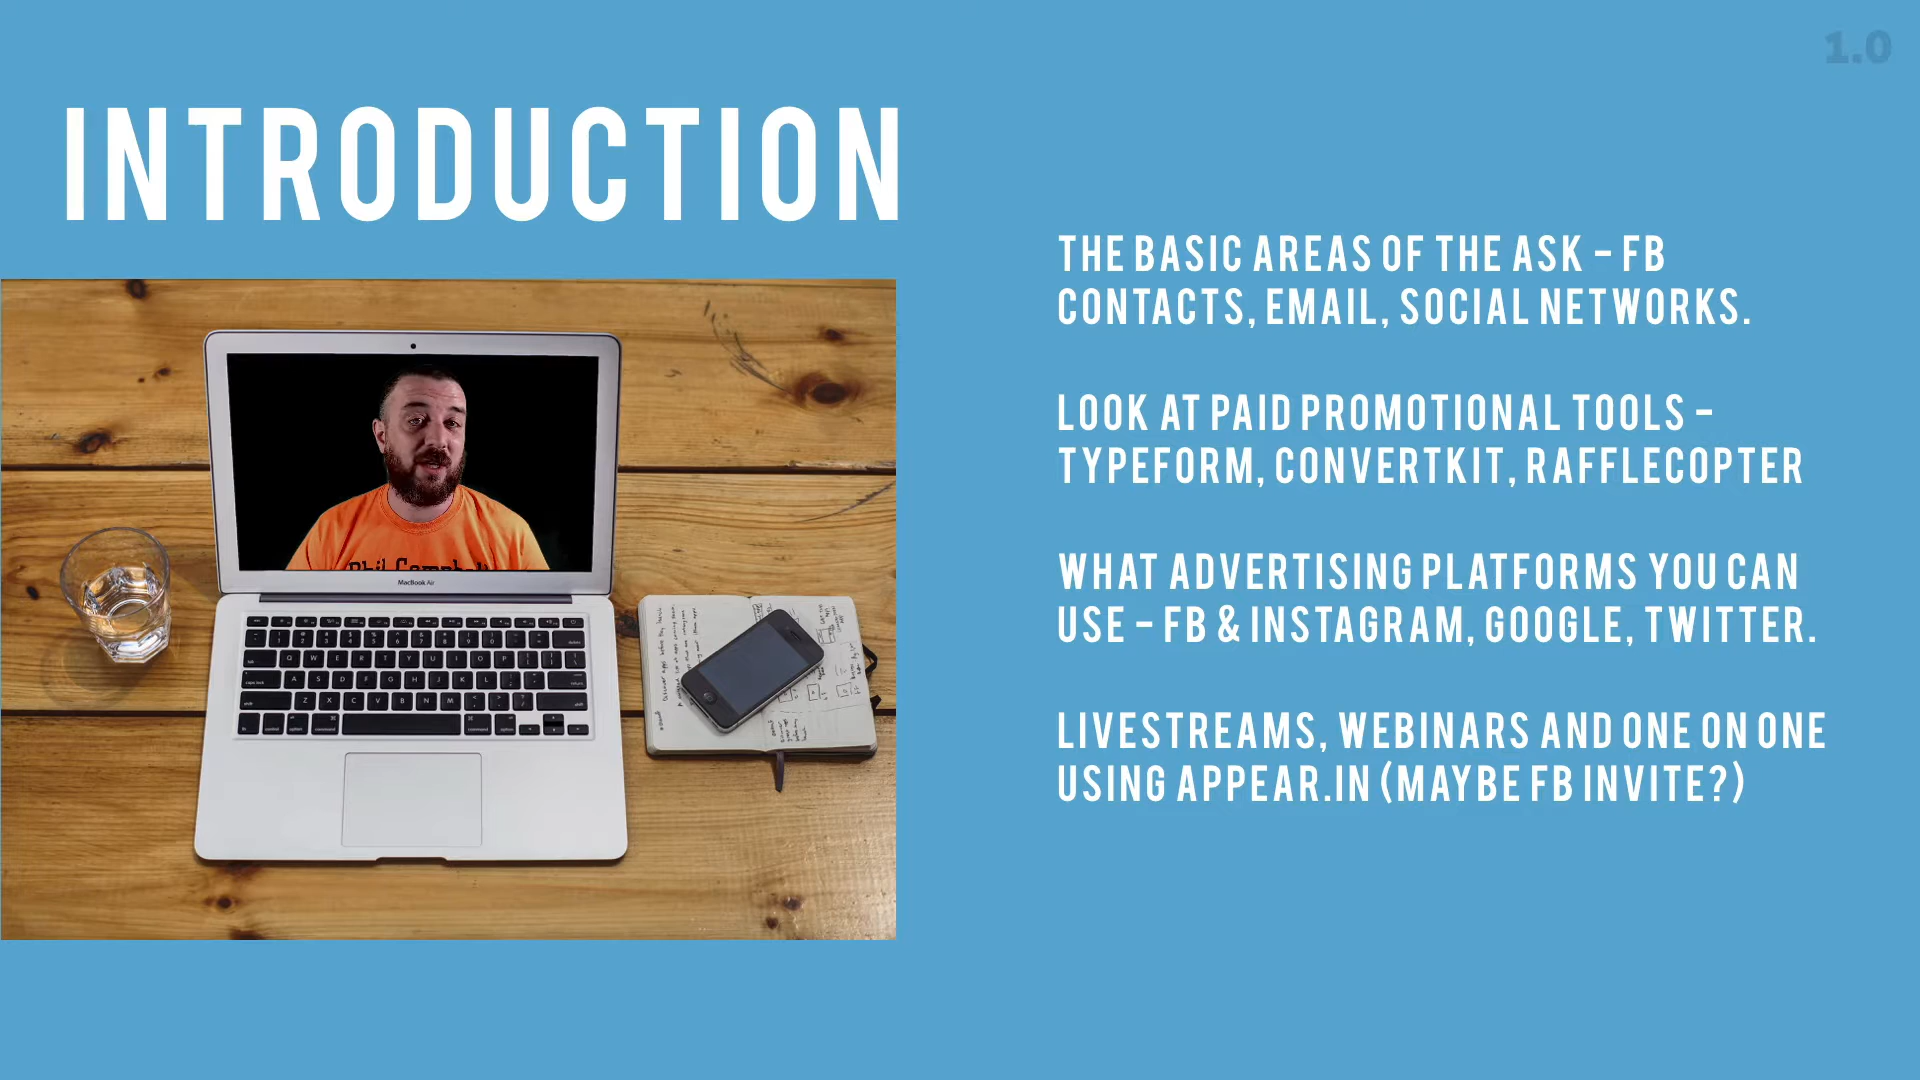 1.0
INTRODUCTION
THE BASIC AREAS OF THE ASK – FB
CONTACTS, EMAIL, SOCIAL NETWORKS.
LOOK AT PAID PROMOTIONAL TOOLS –
TYPEFORM, CONVERTKIT, RAFFLECOPTER
WHAT ADVERTISING PLATFORMS YOU CAN
USE – FB & INSTAGRAM, GOOGLE, TWITTER.
LIVESTREAMS, WEBINARS AND ONE ON ONE
USING APPEAR.IN (MAYBE FB INVITE?)
Phil Campbell
MacBook Air